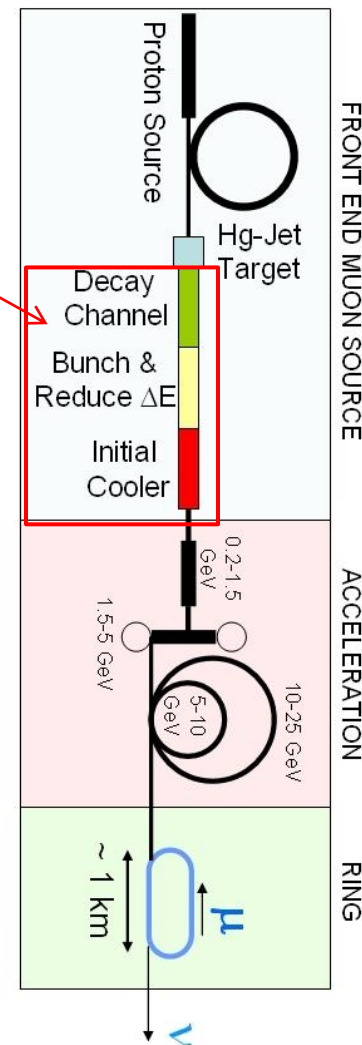 FRONT END MUON SOURCE
Proton Source
Hg-Jet
Target
Decay
Channel
Bunch &
Reduce ΔE
Initial
Cooler
ACCELERATION
0.2-1.5
GeV
1.5-5 GeV
5-10
GeV
10-25 GeV
RING
~ 1 km
μ
ν